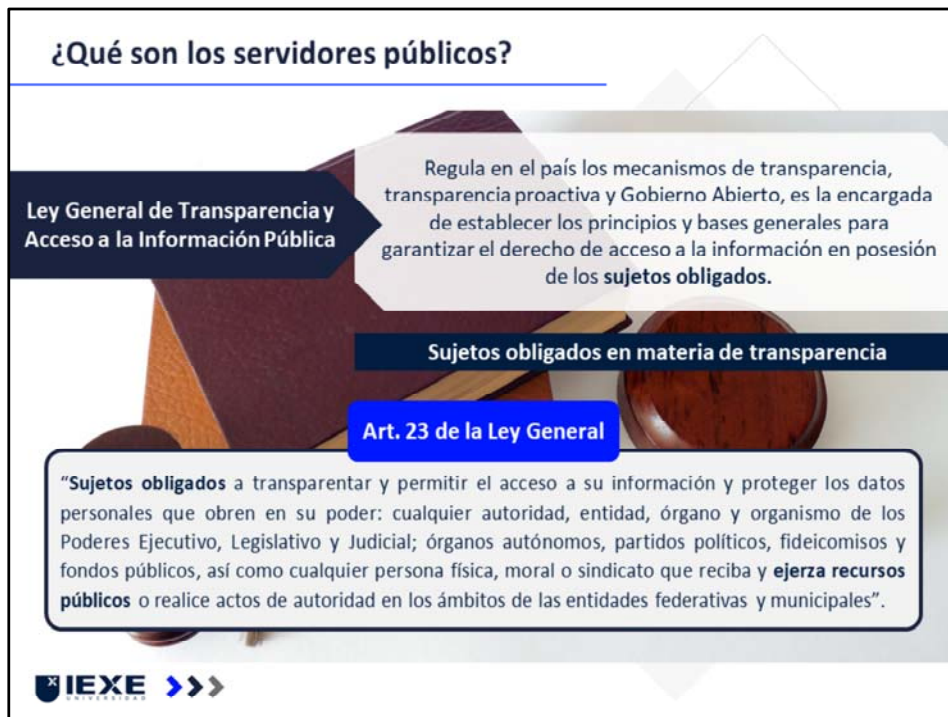 ¿Qué son los servidores públicos?
Ley General de Transparencia y
Acceso a la Información Pública
Regula en el país los mecanismos de transparencia,
transparencia proactiva y Gobierno Abierto, es la encargada
de establecer los principios y bases generales para
garantizar el derecho de acceso a la información en posesión
de los sujetos obligados.
Sujetos obligados en materia de transparencia
Art. 23 de la Ley General
“Sujetos obligados a transparentar y permitir el acceso a su información y proteger los datos
personales que obren en su poder: cualquier autoridad, entidad, órgano y organismo de los
Poderes Ejecutivo, Legislativo y Judicial; órganos autónomos, partidos políticos, fideicomisos y
fondos públicos, así como cualquier persona física, moral o sindicato que reciba y ejerza recursos
públicos o realice actos de autoridad en los ámbitos de las entidades federativas y municipales”.
IEXE
UNIVERSIDAD